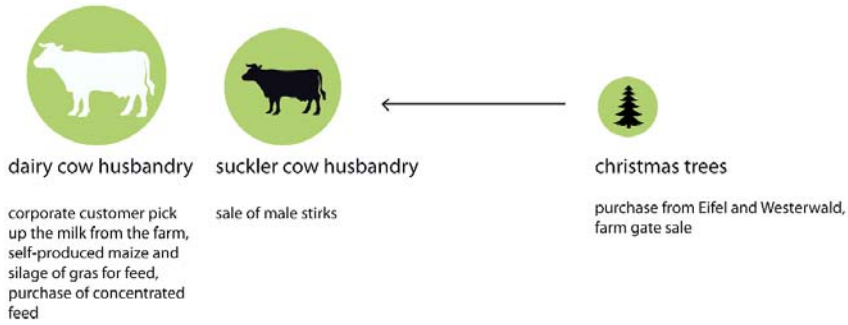 dairy cow husbandry
corporate customer pick
up the milk from the farm,
self-produced maize and
silage of gras for feed,
purchase of concentrated
feed
suckler cow husbandry
sale of male stirks
christmas trees
purchase from Eifel and Westerwald,
farm gate sale